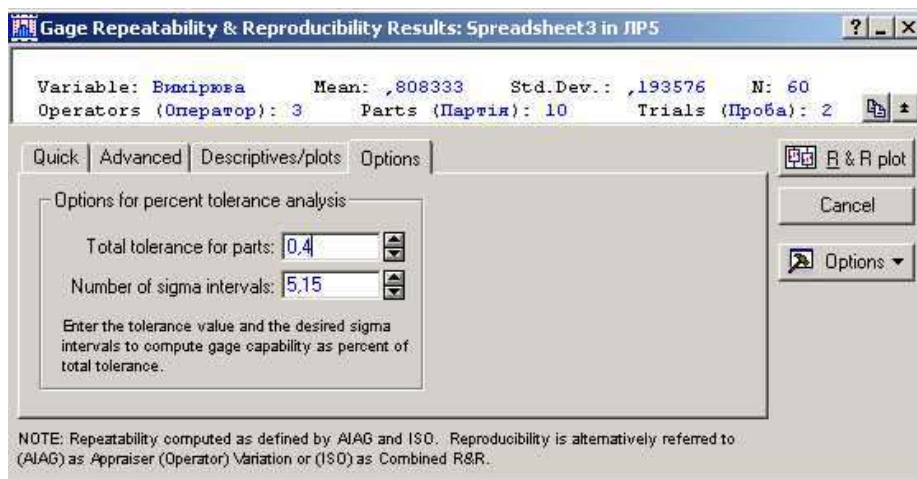 Gage Repeatability & Reproducibility Results: Spreadsheet3 in ЛР5
Variable: Вимірюва Mean: ,808333 Std.Dev.: ,193576 N: 60
Operators (Оператор): 3 Parts (Партія): 10 Trials (Проба): 2
Quick Advanced Descriptives/plots Options
R & R plot
Cancel
Options
Options for percent tolerance analysis
Total tolerance for parts: 0,4
Number of sigma intervals: 5,15
Enter the tolerance value and the desired sigma
intervals to compute gage capability as percent of
total tolerance.
NOTE: Repeatability computed as defined by AIAG and ISO. Reproducibility is alternatively referred to
(AIAG) as Appraiser (Operator) Variation or (ISO) as Combined R&R.